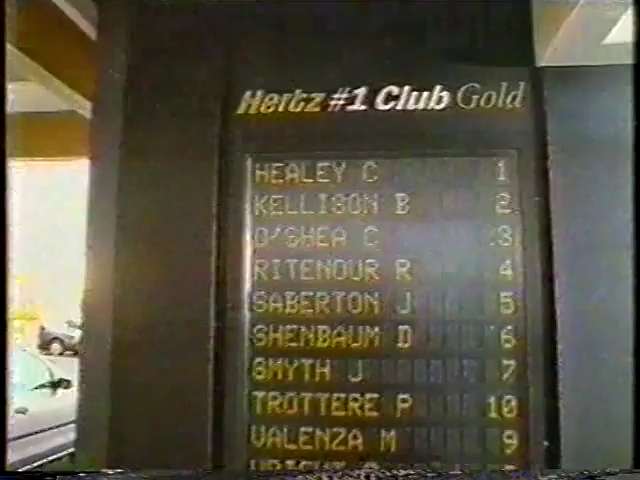 Hertz #1 Club Gold
HEALEY C 1
KELLISON B 2
O'SHEA C 3
RITENOUR R 4
SABERTON J 5
SHENBAUM D 6
SMYTH J 7
TROTTERE P 10
VALENZA M 9